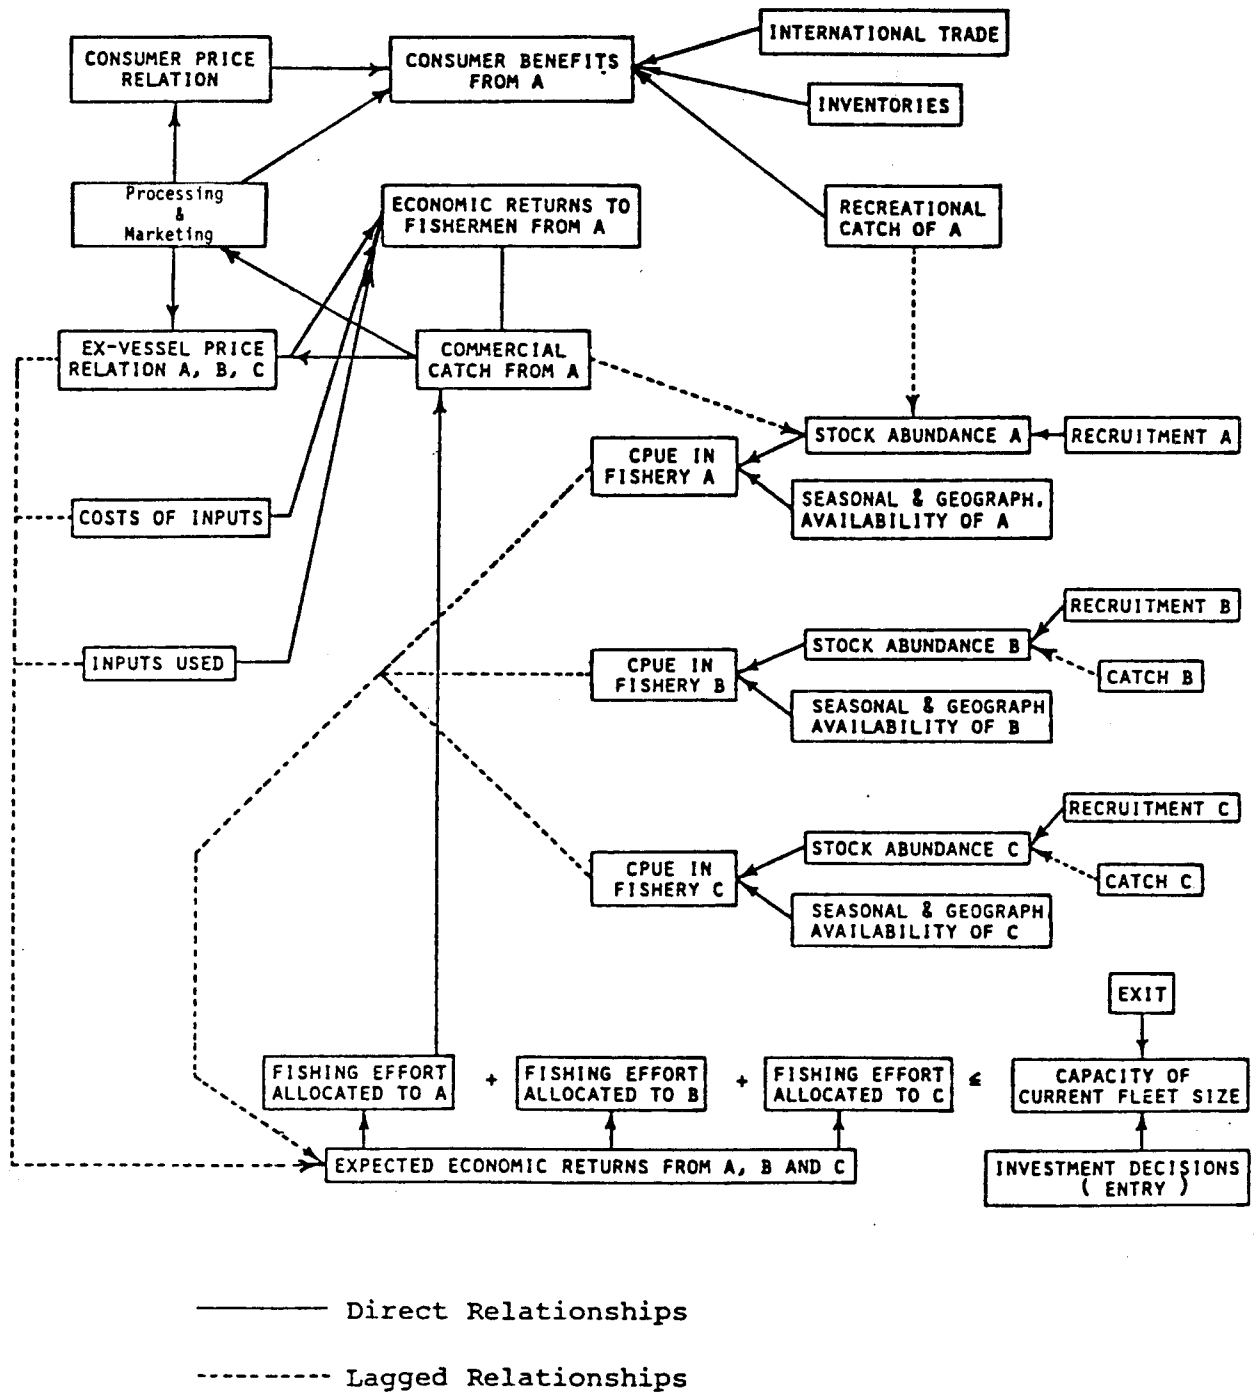 INTERNATIONAL TRADE
CONSUMER PRICE
RELATION
CONSUMER BENEFITS
FROM A
INVENTORIES
Processing
&
Marketing
ECONOMIC RETURNS TO
FISHERMEN FROM A
RECREATIONAL
CATCH OF A
EX-VESSEL PRICE
RELATION A, B, C
COMMERCIAL
CATCH FROM A
STOCK ABUNDANCE A
RECRUITMENT A
CPUE IN
FISHERY A
SEASONAL & GEOGRAPH.
AVAILABILITY OF A
COSTS OF INPUTS
RECRUITMENT B
STOCK ABUNDANCE B
INPUTS USED
CPUE IN
FISHERY B
CATCH B
SEASONAL & GEOGRAPH
AVAILABILITY OF B
RECRUITMENT C
STOCK ABUNDANCE C
CPUE IN
FISHERY C
CATCH C
SEASONAL & GEOGRAPH
AVAILABILITY OF C
EXIT
FISHING EFFORT
ALLOCATED TO A
+
FISHING EFFORT
ALLOCATED TO B
+
FISHING EFFORT
ALLOCATED TO C
≤
CAPACITY OF
CURRENT FLEET SIZE
EXPECTED ECONOMIC RETURNS FROM A, B AND C
INVESTMENT DECISIONS
( ENTRY )
Direct Relationships
Lagged Relationships